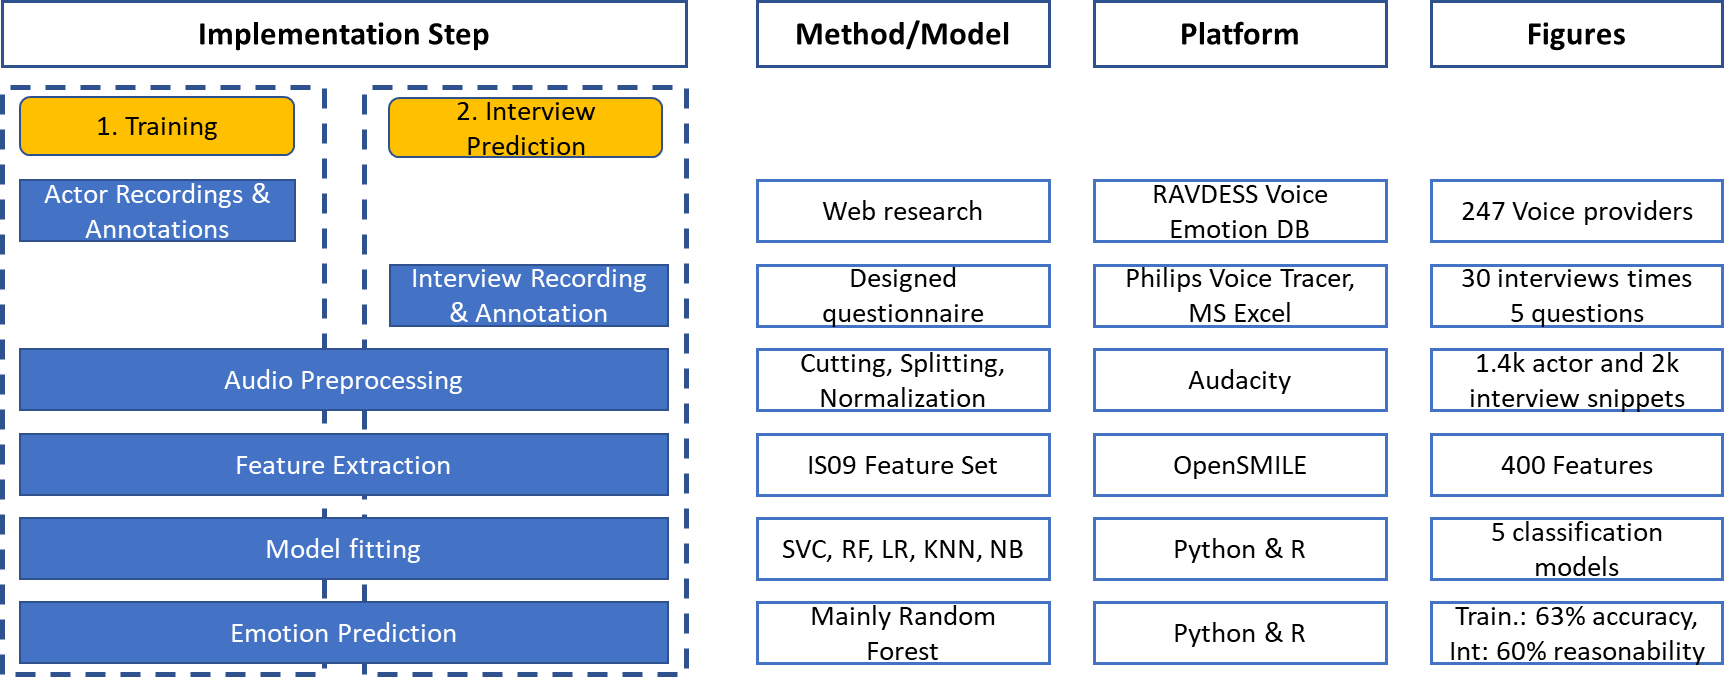 Implementation Step
Method/Model
Platform
Figures
1. Training
2. Interview
Prediction
Actor Recordings &
Annotations
Web research
RAVDESS Voice
Emotion DB
247 Voice providers
Interview Recording
& Annotation
Designed
questionnaire
Philips Voice Tracer,
MS Excel
30 interviews times
5 questions
Audio Preprocessing
Cutting, Splitting,
Normalization
Audacity
1.4k actor and 2k
interview snippets
Feature Extraction
IS09 Feature Set
OpenSMILE
400 Features
Model fitting
SVC, RF, LR, KNN, NB
Python & R
5 classification
models
Emotion Prediction
Mainly Random
Forest
Python & R
Train.: 63% accuracy,
Int: 60% reasonability